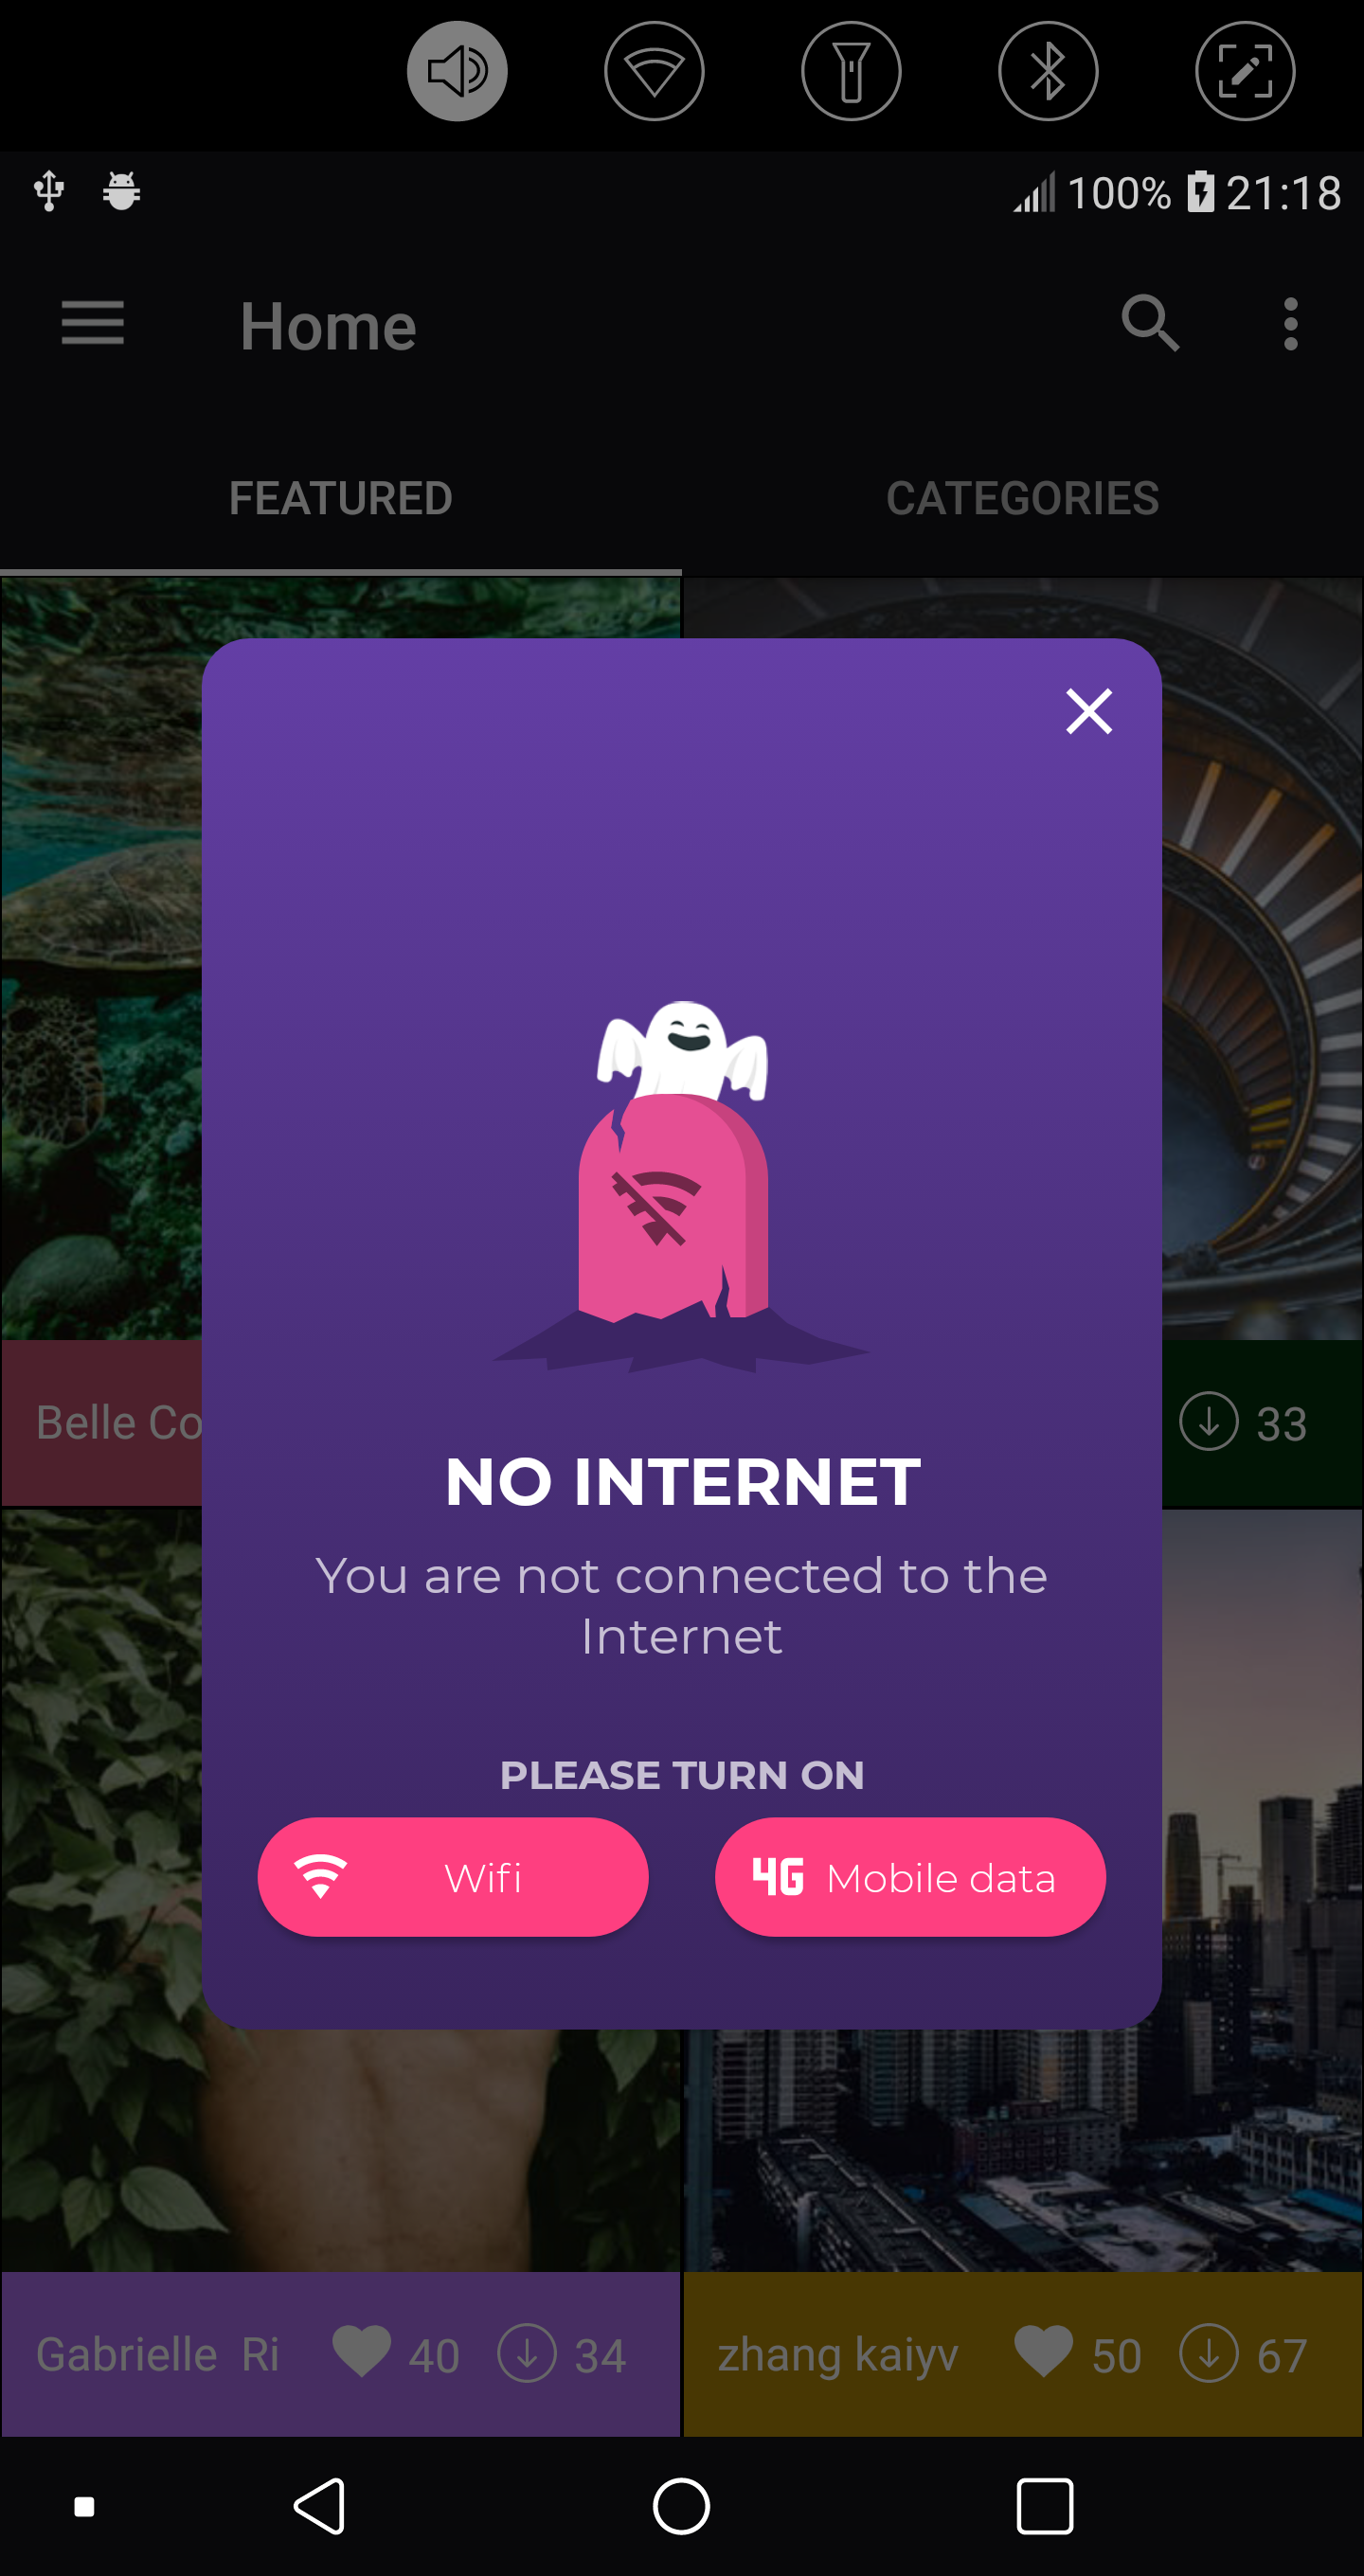 100% 21:18
Home
FEATURED CATEGORIES
Belle Co
33
NO INTERNET
You are not connected to the
Internet
PLEASE TURN ON
Wifi
4G Mobile data
Gabrielle Ri 40 34
zhang kaiyv 50 67